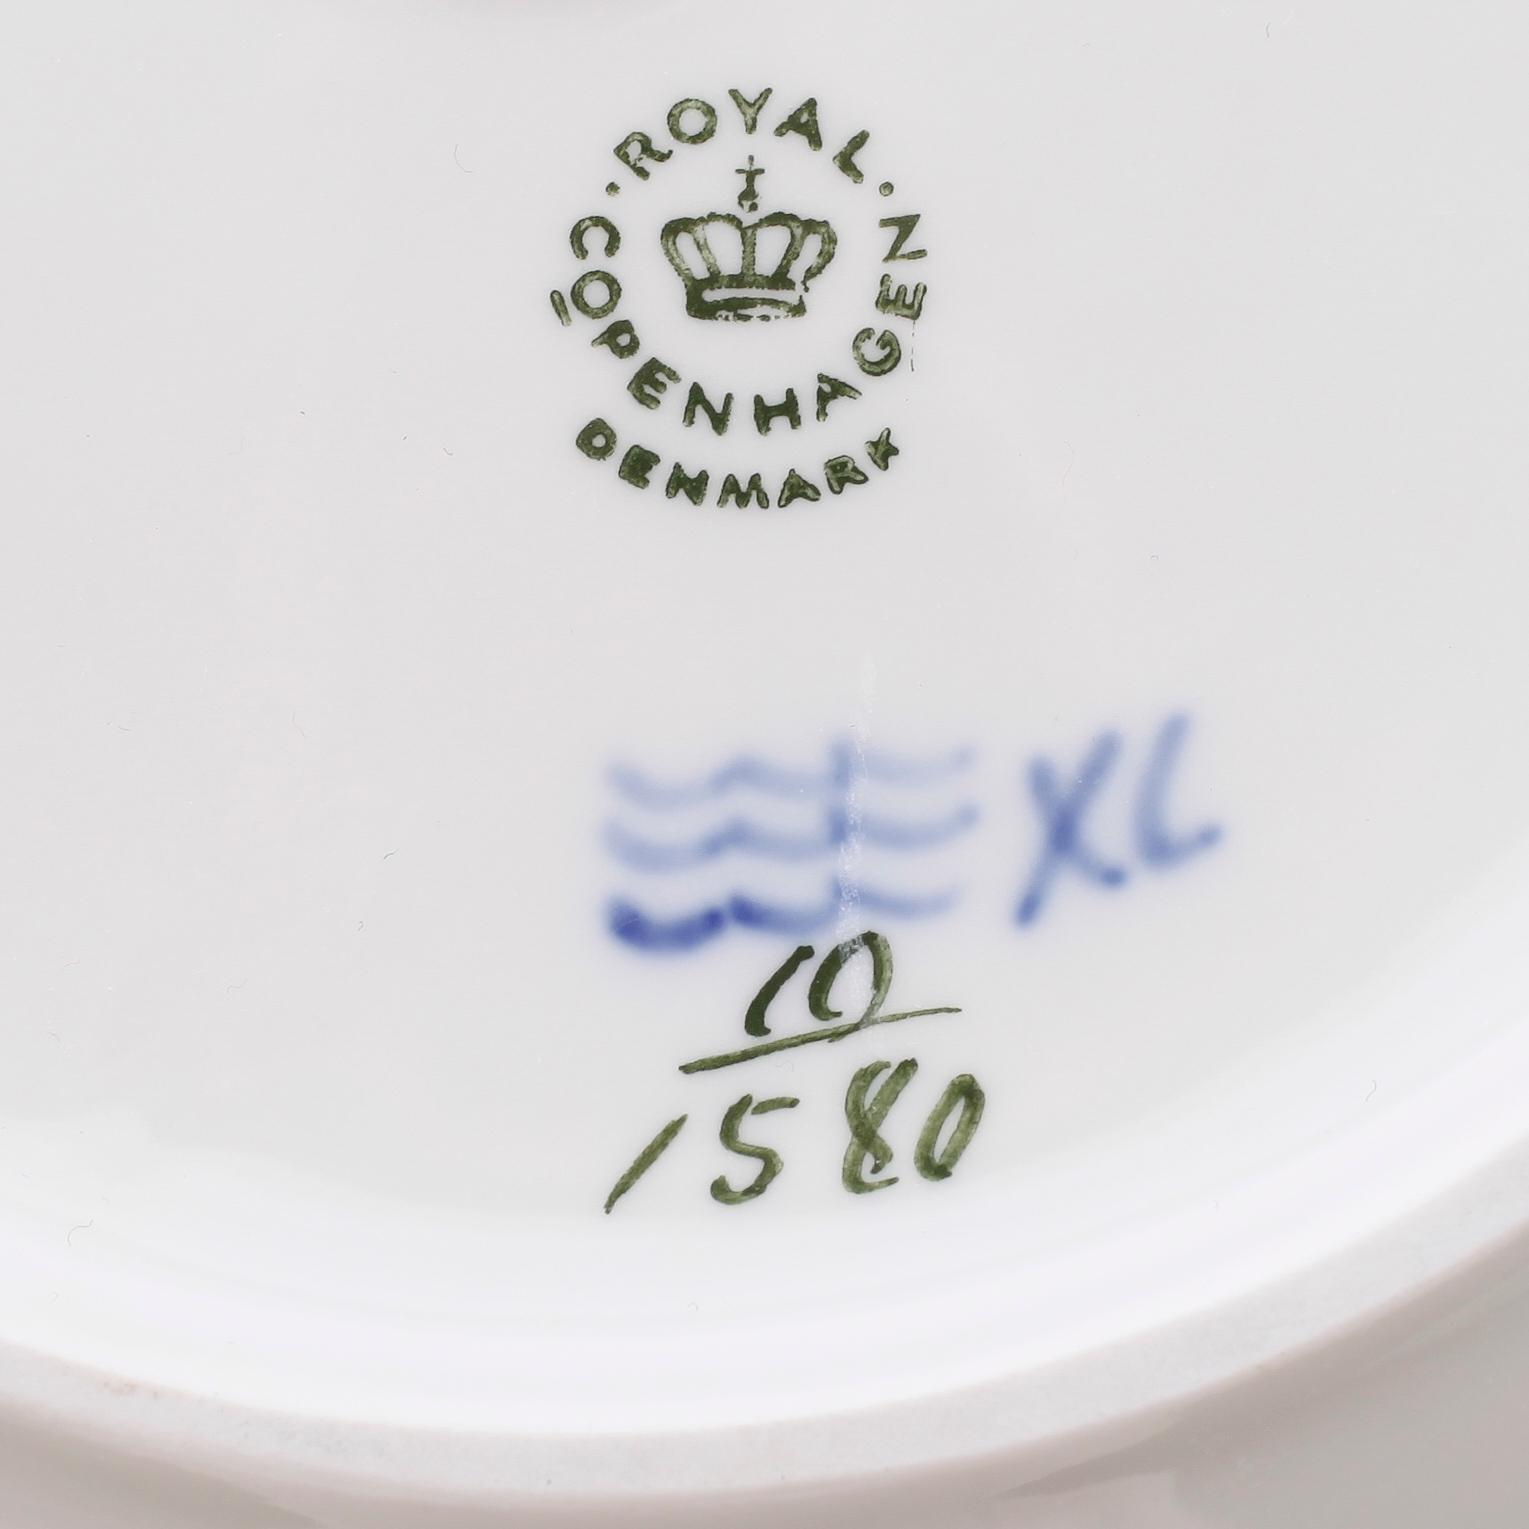 ROYAL
COPENHAGEN
DENMARK
XL
10
1580